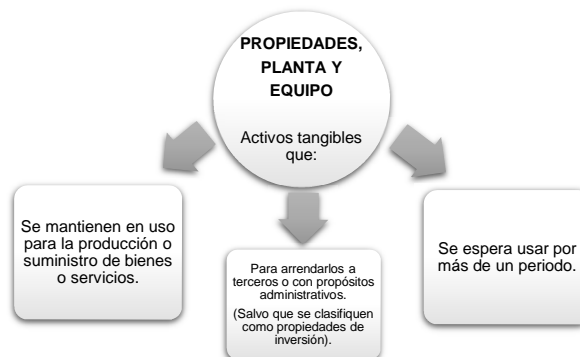 PROPIEDADES,
PLANTA Y
EQUIPO
Activos tangibles
que:
Se mantienen en uso
para la producción o
suministro de bienes
o servicios.
Para arrendarlos a
terceros o con propósitos
administrativos.
(Salvo que se clasifiquen
como propiedades de
inversión).
Se espera usar por
más de un periodo.